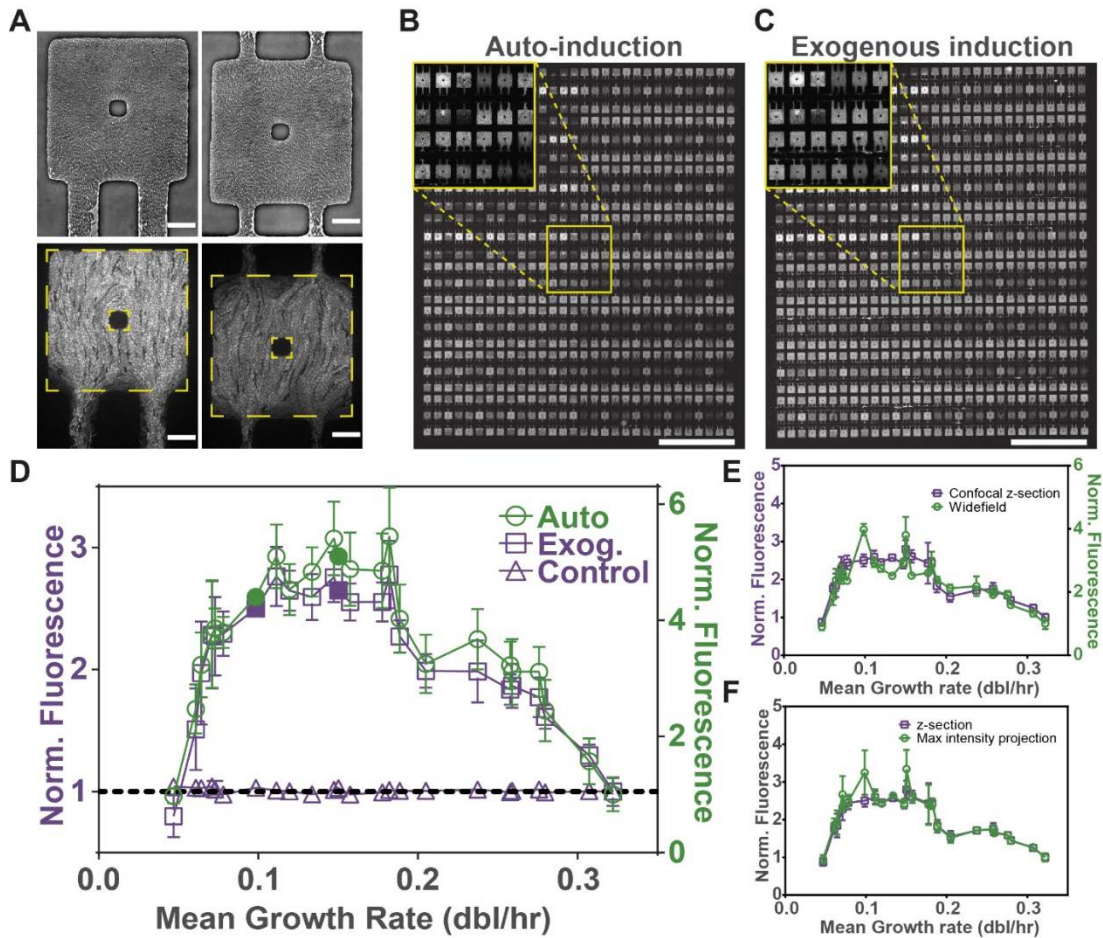 A
B
Auto-induction
C
Exogenous induction
D
Norm. Fluorescence
3
2
1
Auto
Exog.
Control
6
4
2
0
Norm. Fluorescence
0.0
0.1
0.2
0.3
Mean Growth Rate (dbl/hr)
E
Norm. Fluorescence
5
4
3
2
1
0
Confocal z-section
Widefield
6
4
2
0
Norm. Fluorescence
0.0
0.1
0.2
0.3
Mean Growth rate (dbl/hr)
F
Norm. Fluorescence
5
4
3
2
1
0
z-section
Max intensity projection
0.0
0.1
0.2
0.3
Mean Growth rate (dbl/hr)